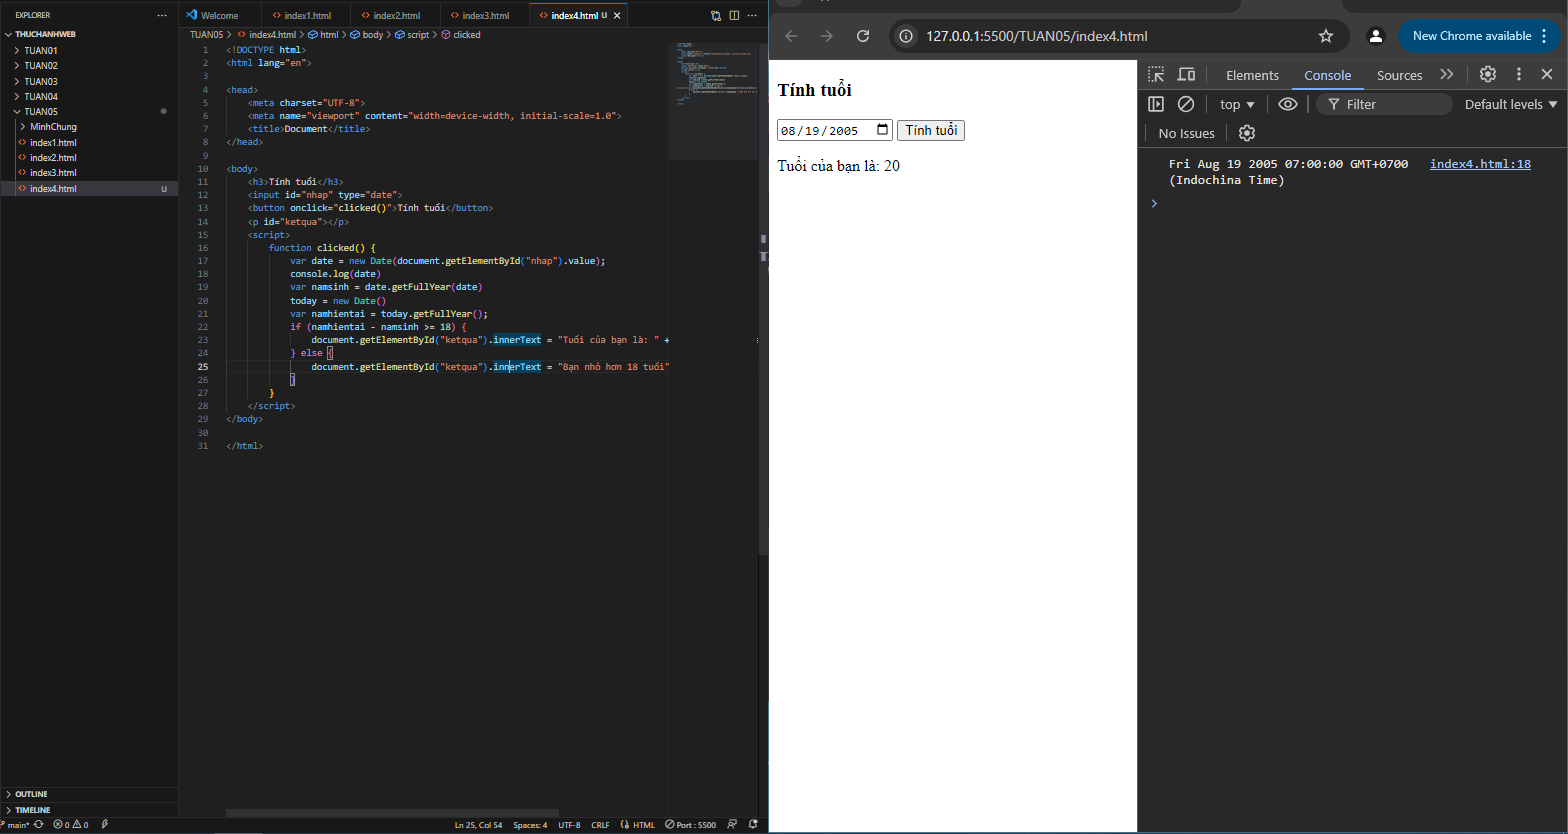 EXPLORER
THUCHANHWEB
TUAN01
TUAN02
TUAN03
TUAN04
TUAN05
MinhChung
index1.html
index2.html
index3.html
index4.html U
OUTLINE
TIMELINE
Welcome index1.html index2.html index3.html index4.html U
TUAN05 > index4.html > html > body > script > clicked
1 <!DOCTYPE html>
2 <html lang="en">
3
4 <head>
5 <meta charset="UTF-8">
6 <meta name="viewport" content="width=device-width, initial-scale=1.0">
7 <title>Document</title>
8 </head>
9
10 <body>
11 <h3>Tính tuổi</h3>
12 <input id="nhap" type="date">
13 <button onclick="clicked()">Tính tuổi</button>
14 <p id="ketqua"></p>
15 <script>
16 function clicked() {
17 var date = new Date(document.getElementById("nhap").value);
18 console.log(date)
19 var namsinh = date.getFullYear(date)
20 today = new Date()
21 var namhientai = today.getFullYear();
22 if (namhientai - namsinh >= 18) {
23 document.getElementById("ketqua").innerText = "Tuổi của bạn là: " +
24 } else {
25 document.getElementById("ketqua").innerText = "Bạn nhỏ hơn 18 tuổi"
26 }
27 }
28 </script>
29 </body>
30
31 </html>
main* 0 0 Ln 25, Col 54 Spaces: 4 UTF-8 CRLF HTML Port : 5500
127.0.0.1:5500/TUAN05/index4.html
New Chrome available
Tính tuổi
08/19/2005 Tính tuổi
Tuổi của bạn là: 20
Elements Console Sources
top Filter Default levels
No Issues
Fri Aug 19 2005 07:00:00 GMT+0700 index4.html:18
(Indochina Time)